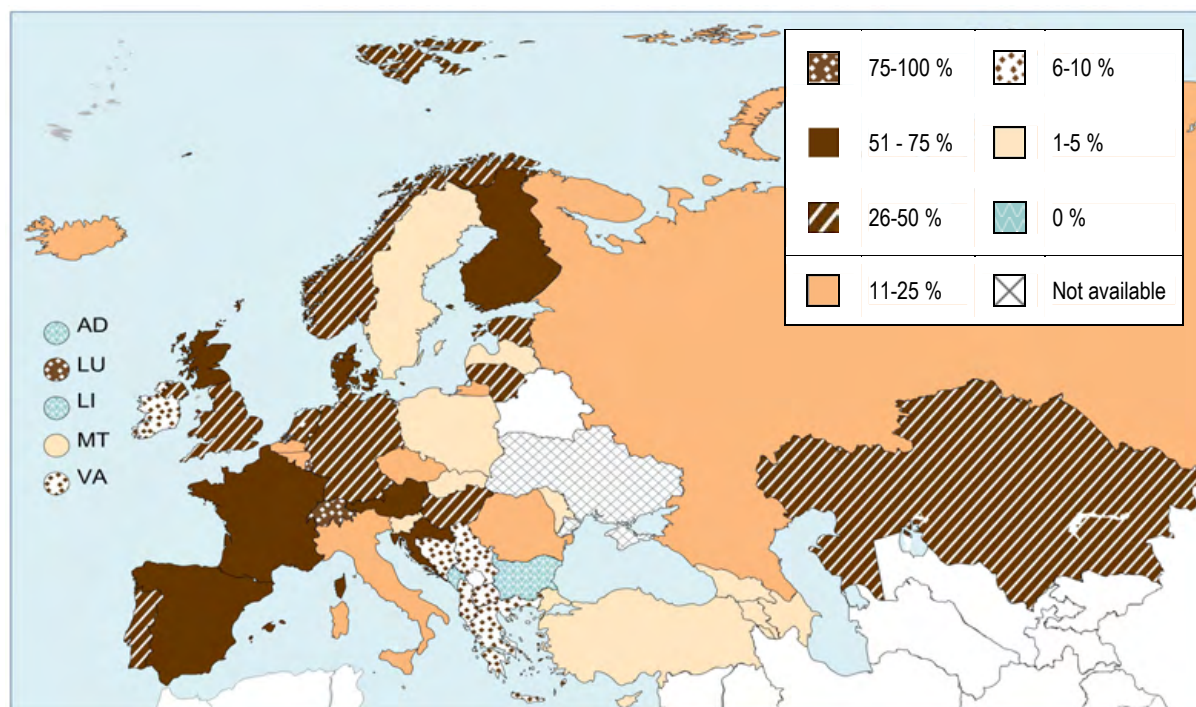 75-100 %
6-10 %
51 - 75 %
1-5 %
26-50 %
0 %
11-25 %
Not available
AD
LU
LI
MT
VA